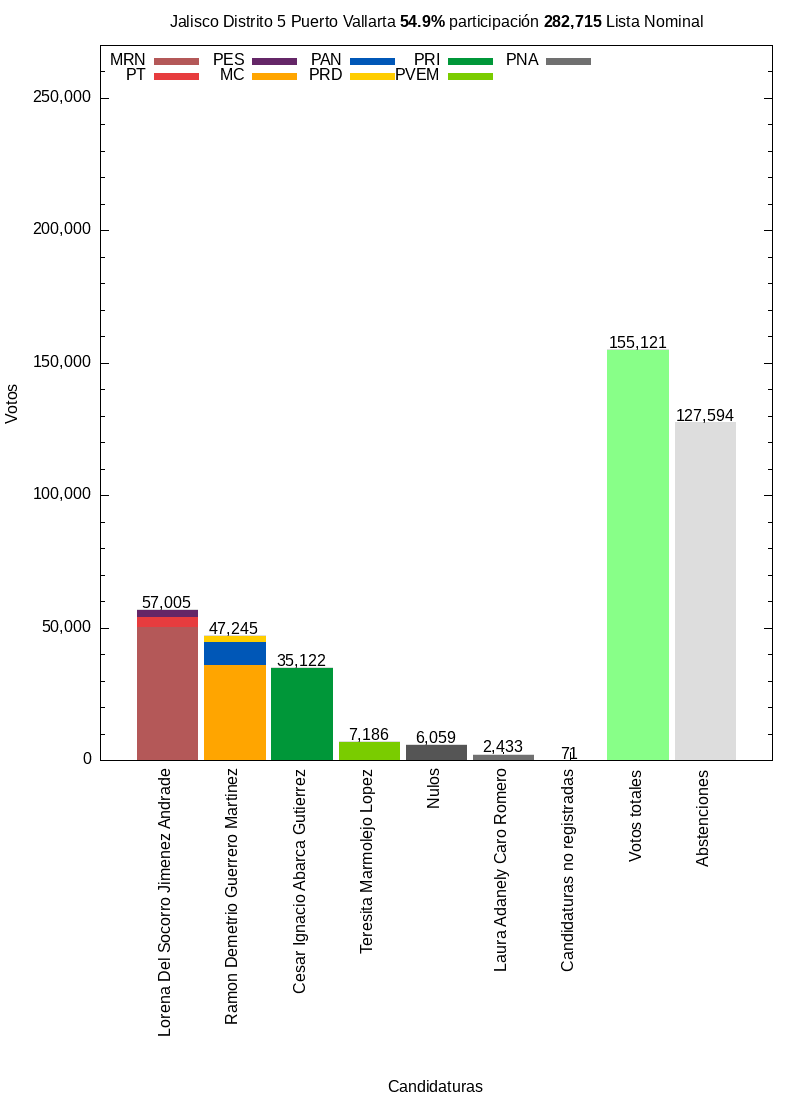 Jalisco Distrito 5 Puerto Vallarta 54.9% participación 282,715 Lista Nominal
MRN PES PAN PRI PNA
PT MC PRD PVEM
250,000
200,000
150,000
100,000
50,000
0
Votos
57,005
47,245
35,122
7,186
6,059
2,433
71
155,121
127,594
Lorena Del Socorro Jimenez Andrade
Ramon Demetrio Guerrero Martinez
Cesar Ignacio Abarca Gutierrez
Teresita Marmolejo Lopez
Nulos
Laura Adanely Caro Romero
Candidaturas no registradas
Votos totales
Abstenciones
Candidaturas